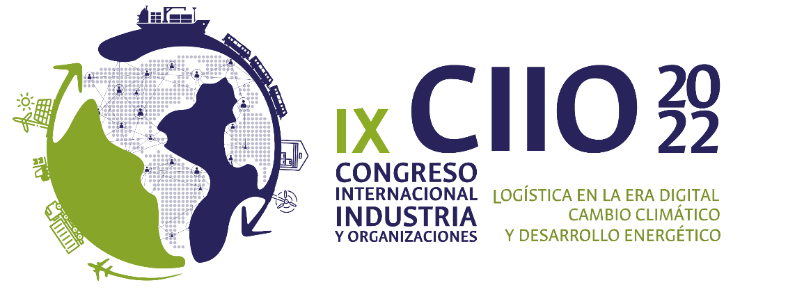 IX CIIO 20
22
CONGRESO
INTERNACIONAL
INDUSTRIA
Y ORGANIZACIONES
LOGÍSTICA EN LA ERA DIGITAL
CAMBIO CLIMÁTICO
Y DESARROLLO ENERGÉTICO